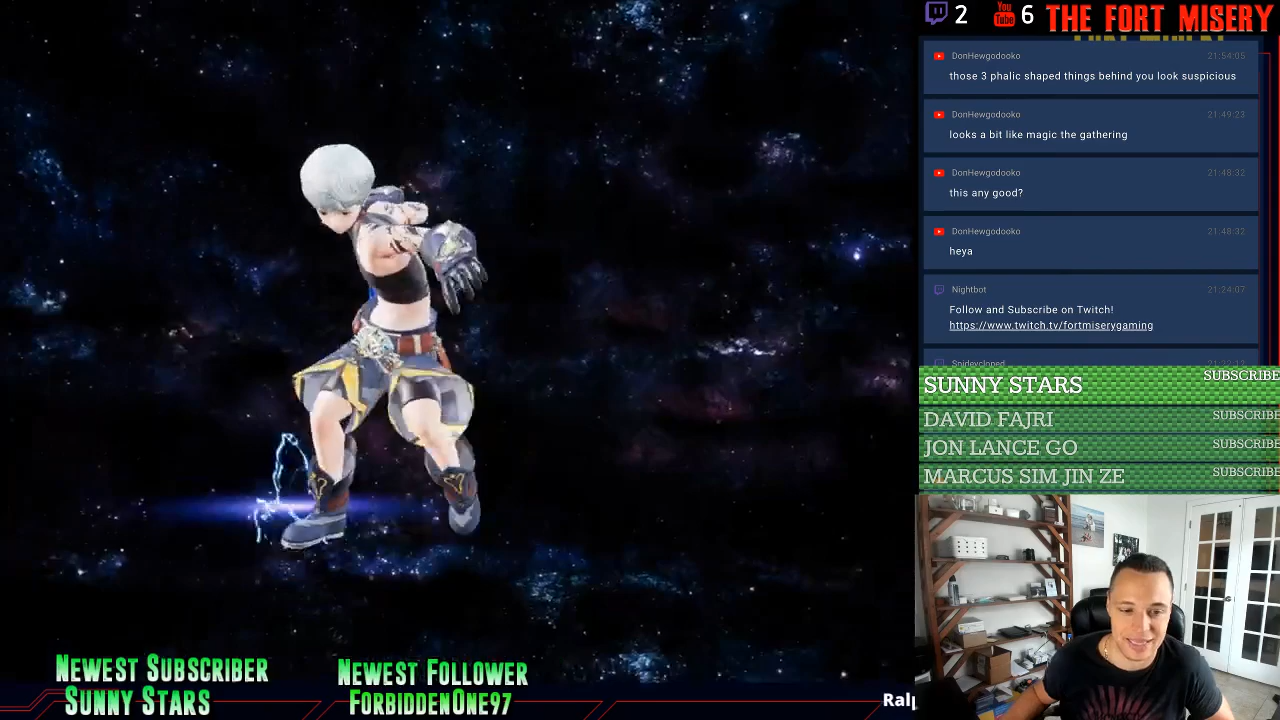 2 You Tube 6 THE FORT MISERY
DonHewgodooko 21:54:05
those 3 phalic shaped things behind you look suspicious
DonHewgodooko 21:49:23
looks a bit like magic the gathering
DonHewgodooko 21:48:32
this any good?
DonHewgodooko 21:48:32
heya
Nightbot 21:24:07
Follow and Subscribe on Twitch!
https://www.twitch.tv/fortmiserygaming
Spideycloned
SUNNY STARS SUBSCRIBE
DAVID FAJRI SUBSCRIBE
JON LANCE GO SUBSCRIBE
MARCUS SIM JIN ZE SUBSCRIBE
NEWEST SUBSCRIBER
SUNNY STARS
NEWEST FOLLOWER
FORBIDDENONE97
Ralp